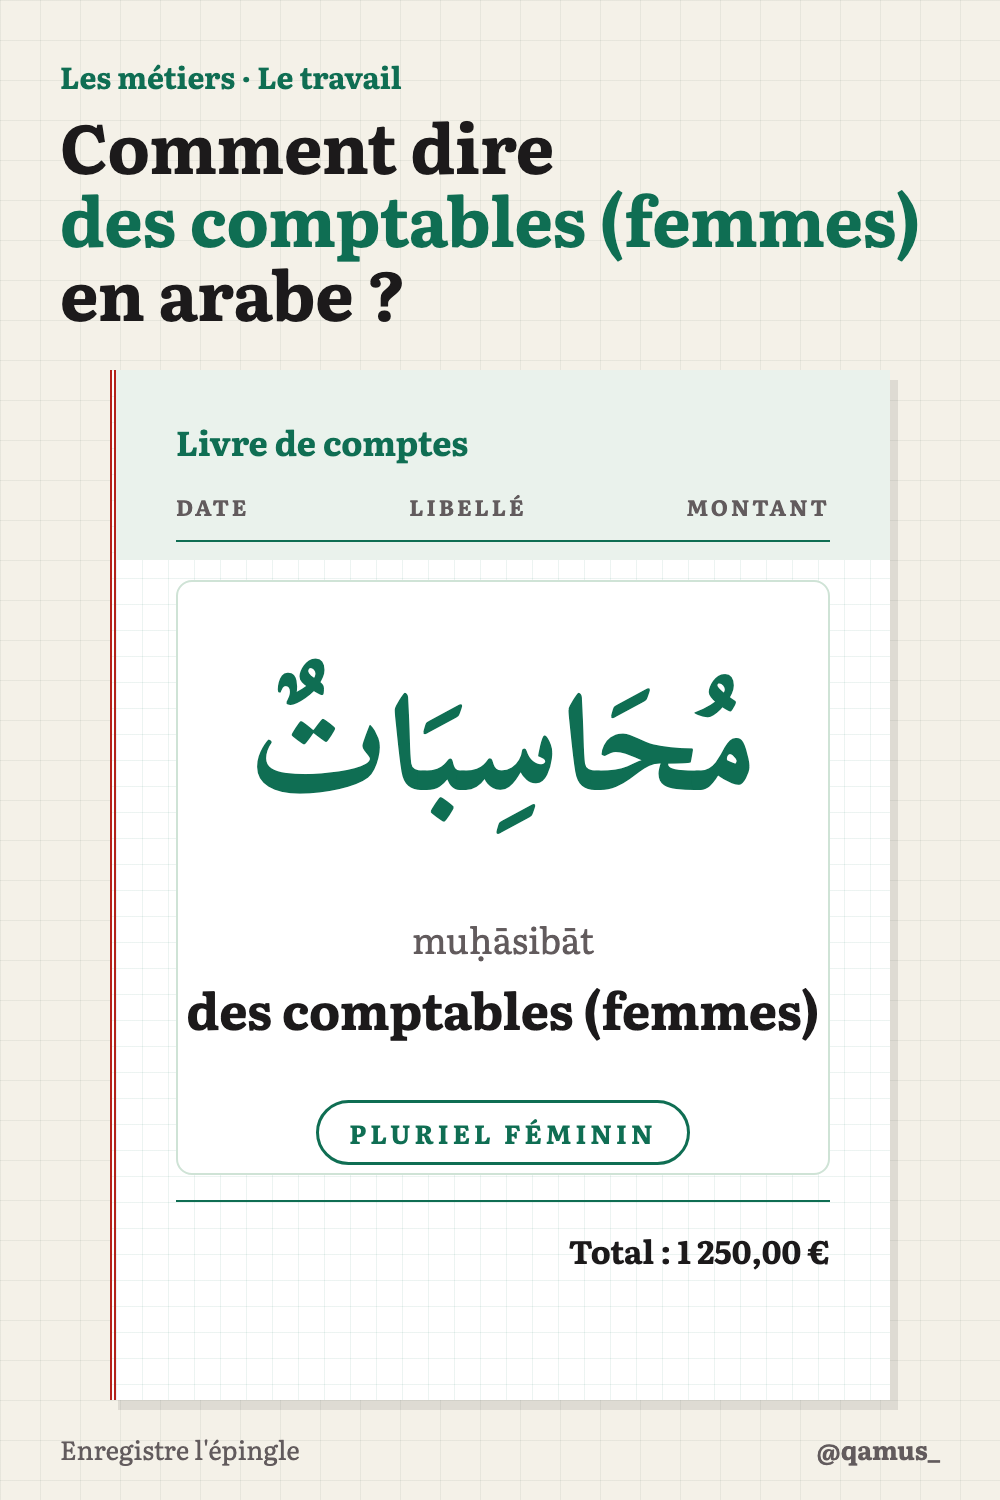 Les métiers · Le travail
Comment dire
des comptables (femmes)
en arabe ?
Livre de comptes
DATE LIBELLÉ MONTANT
مُحَاسِبَاتٌ
muḥāsibāt
des comptables (femmes)
PLURIEL FÉMININ
Total : 1 250,00 €
Enregistre l'épingle
@qamus_